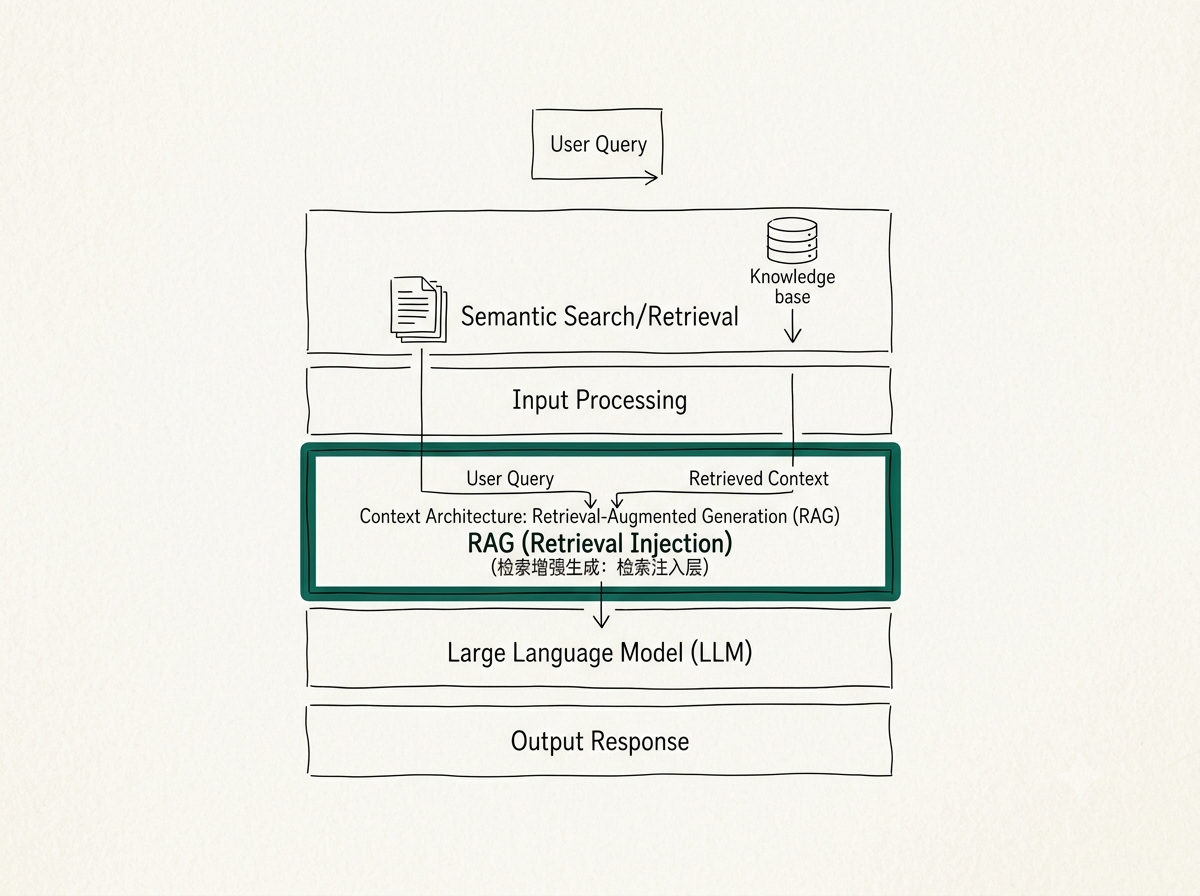 User Query
Knowledge
base
Semantic Search/Retrieval
Input Processing
User Query
Retrieved Context
Context Architecture: Retrieval-Augmented Generation (RAG)
RAG (Retrieval Injection)
(检索增强生成：检索注入层)
Large Language Model (LLM)
Output Response